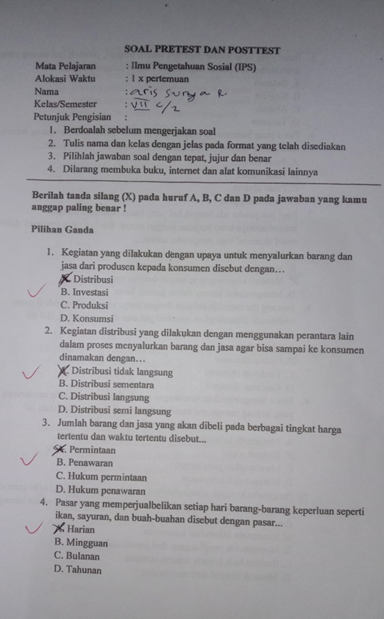 SOAL PRETEST DAN POSTTEST
Mata Pelajaran : Ilmu Pengetahuan Sosial (IPS)
Alokasi Waktu : 1 x pertemuan
Nama : aris surya R
Kelas/Semester : VII C/2
Petunjuk Pengisian :
1. Berdoalah sebelum mengerjakan soal
2. Tulis nama dan kelas dengan jelas pada format yang telah disediakan
3. Pilihlah jawaban soal dengan tepat, jujur dan benar
4. Dilarang membuka buku, internet dan alat komunikasi lainnya
Berilah tanda silang (X) pada huruf A, B, C dan D pada jawaban yang kamu
anggap paling benar !
Pilihan Ganda
1. Kegiatan yang dilakukan dengan upaya untuk menyalurkan barang dan
jasa dari produsen kepada konsumen disebut dengan...
A. Distribusi
B. Investasi
C. Produksi
D. Konsumsi
2. Kegiatan distribusi yang dilakukan dengan menggunakan perantara lain
dalam proses menyalurkan barang dan jasa agar bisa sampai ke konsumen
dinamakan dengan...
A. Distribusi tidak langsung
B. Distribusi sementara
C. Distribusi langsung
D. Distribusi semi langsung
3. Jumlah barang dan jasa yang akan dibeli pada berbagai tingkat harga
tertentu dan waktu tertentu disebut...
A. Permintaan
B. Penawaran
C. Hukum permintaan
D. Hukum penawaran
4. Pasar yang memperjualbelikan setiap hari barang-barang keperluan seperti
ikan, sayuran, dan buah-buahan disebut dengan pasar...
A. Harian
B. Mingguan
C. Bulanan
D. Tahunan